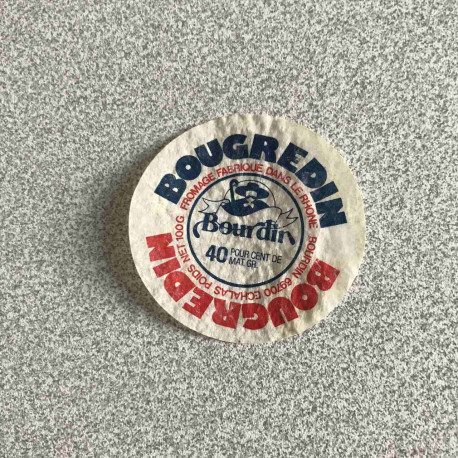 BOUGREDIN
FROMAGE FABRIQUE DANS LE RHONE
Bourdin
40 POUR CENT DE
MAT.GR.
BOURDIN 69700 ECHALAS POIDS NET 100G
BOUGREDIN